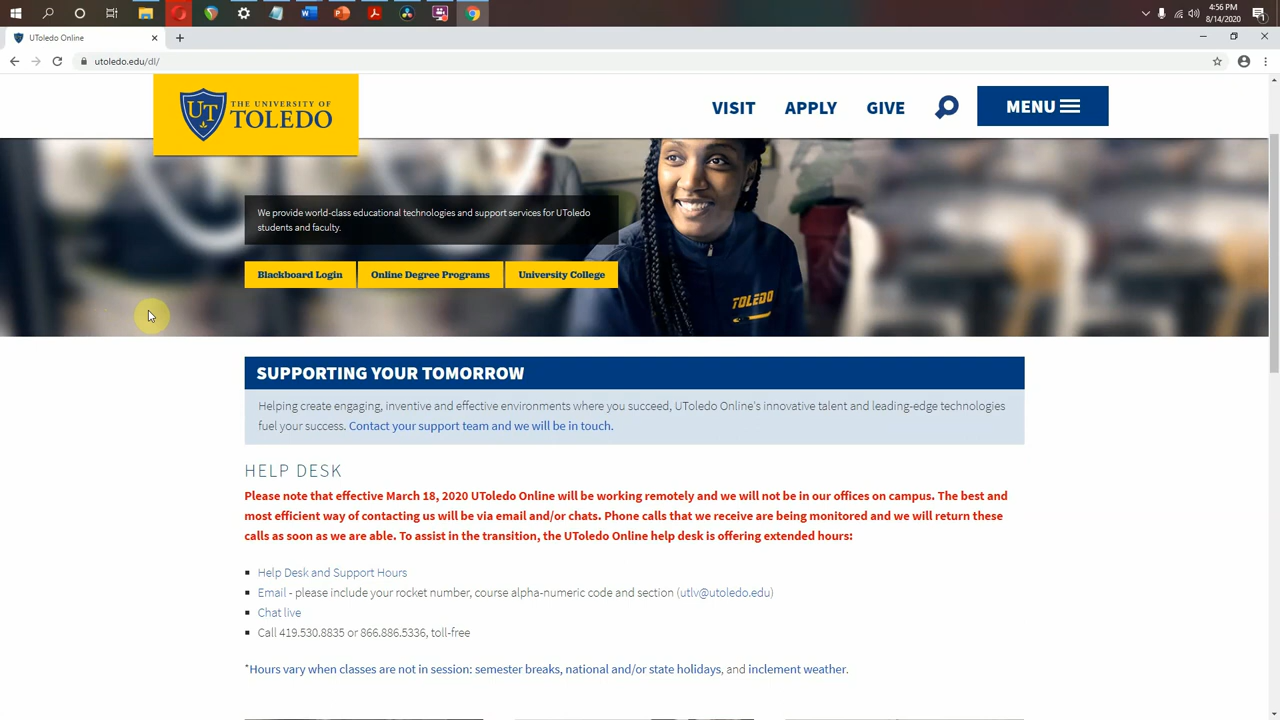 4:56 PM
8/14/2020
UToledo Online
utoledo.edu/dl/
UT THE UNIVERSITY OF
TOLEDO
VISIT APPLY GIVE MENU
We provide world-class educational technologies and support services for UToledo
students and faculty.
TOLEDO
Blackboard Login Online Degree Programs University College
SUPPORTING YOUR TOMORROW
Helping create engaging, inventive and effective environments where you succeed, UToledo Online's innovative talent and leading-edge technologies
fuel your success. Contact your support team and we will be in touch.
HELP DESK
Please note that effective March 18, 2020 UToledo Online will be working remotely and we will not be in our offices on campus. The best and
most efficient way of contacting us will be via email and/or chats. Phone calls that we receive are being monitored and we will return these
calls as soon as we are able. To assist in the transition, the UToledo Online help desk is offering extended hours:
Help Desk and Support Hours
Email - please include your rocket number, course alpha-numeric code and section (utlv@utoledo.edu)
Chat live
Call 419.530.8835 or 866.886.5336, toll-free
*Hours vary when classes are not in session: semester breaks, national and/or state holidays, and inclement weather.